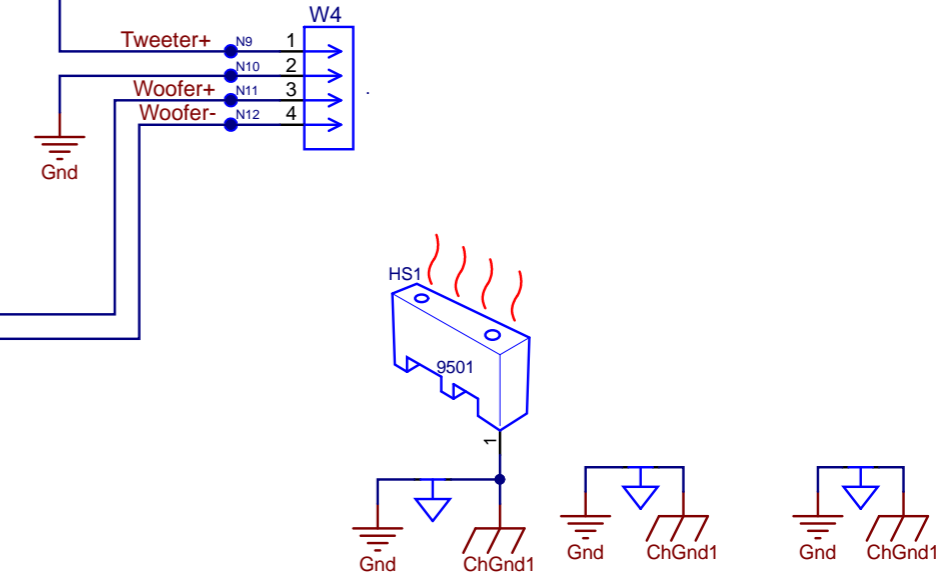 W4
Tweeter+ N9 1
N10 2
Woofer+ N11 3
Woofer- N12 4
Gnd
HS1
9501
1
Gnd
ChGnd1
Gnd
ChGnd1
Gnd
ChGnd1